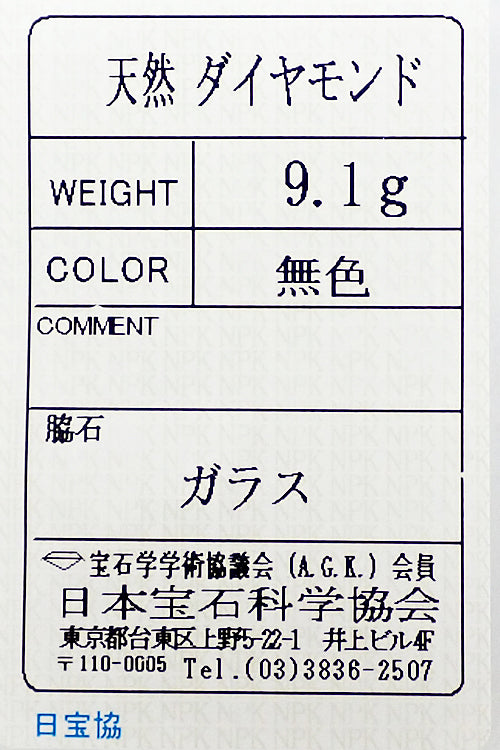 天然 ダイヤモンド
WEIGHT 9.1g
COLOR 無色
COMMENT
脇石
ガラス
宝石学学術協議会(A.G.K.)会員
日本宝石科学協会
東京都台東区上野5-22-1 井上ビル4F
〒110-0005 Tel.(03)3836-2507
日宝協